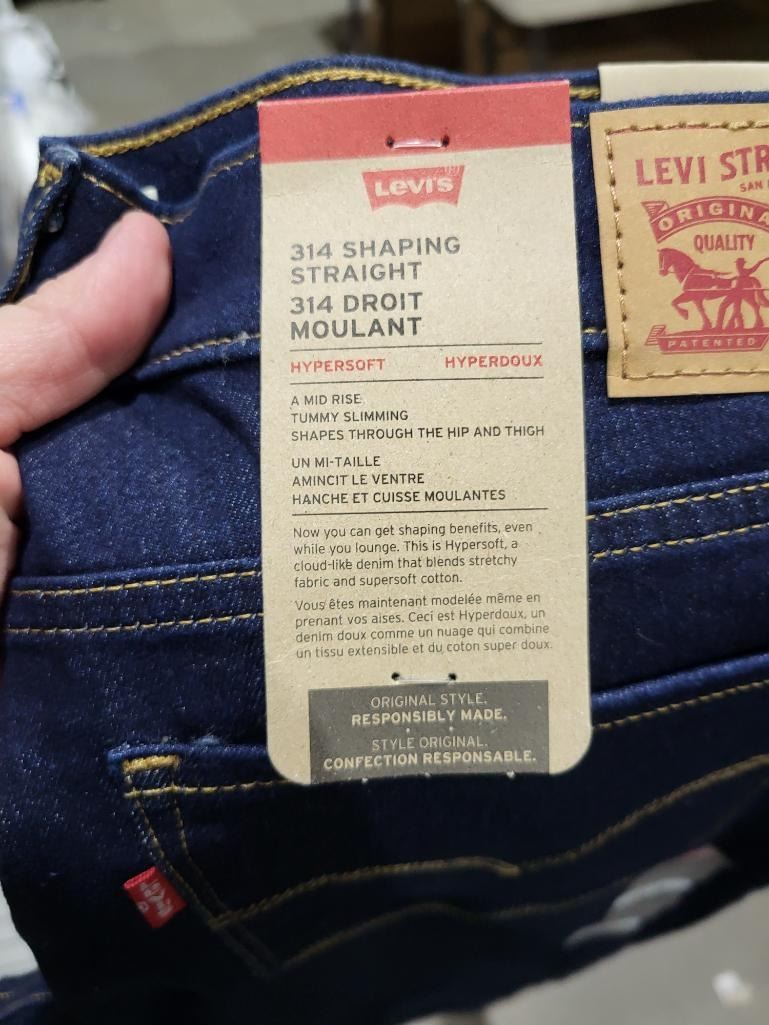 Levi's
314 SHAPING
STRAIGHT
314 DROIT
MOULANT
HYPERSOFT HYPERDOUX
A MID RISE
TUMMY SLIMMING
SHAPES THROUGH THE HIP AND THIGH
UN MI-TAILLE
AMINCIT LE VENTRE
HANCHE ET CUISSE MOULANTES
Now you can get shaping benefits, even
while you lounge. This is Hypersoft, a
cloud-like denim that blends stretchy
fabric and supersoft cotton.
Vous êtes maintenant modelée même en
prenant vos aises. Ceci est Hyperdoux, un
denim doux comme un nuage qui combine
un tissu extensible et du coton super doux.
ORIGINAL STYLE.
RESPONSIBLY MADE.
STYLE ORIGINAL.
CONFECTION RESPONSABLE.
LEVI STR
SAN
ORIGINA
QUALITY
PATENTED